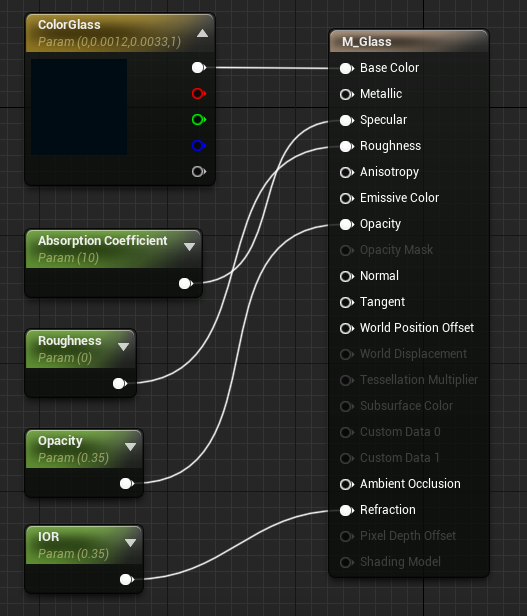 ColorGlass
Param (0,0.0012,0.0033,1)
Absorption Coefficient
Param (10)
Roughness
Param (0)
Opacity
Param (0.35)
IOR
Param (0.35)
M_Glass
Base Color
Metallic
Specular
Roughness
Anisotropy
Emissive Color
Opacity
Opacity Mask
Normal
Tangent
World Position Offset
World Displacement
Tessellation Multiplier
Subsurface Color
Custom Data 0
Custom Data 1
Ambient Occlusion
Refraction
Pixel Depth Offset
Shading Model